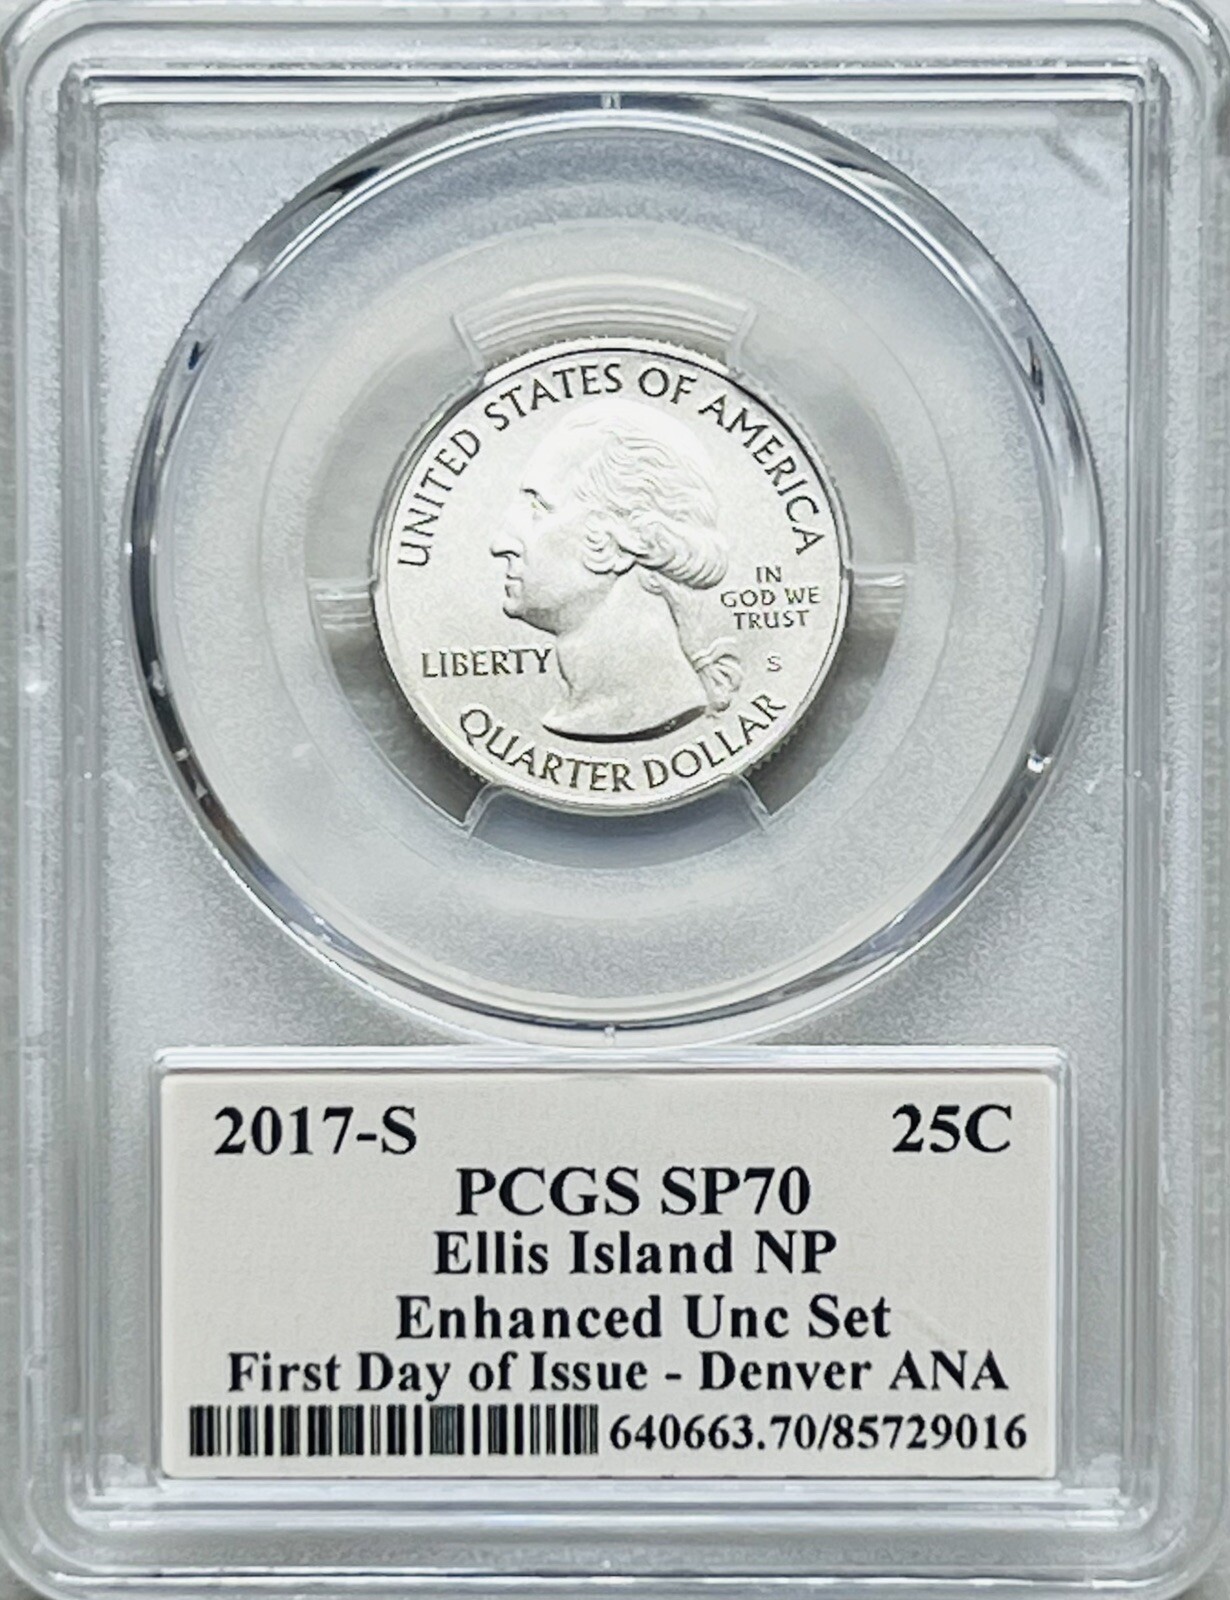 UNITED STATES OF AMERICA
IN
GOD WE
TRUST
LIBERTY
S
QUARTER DOLLAR
2017-S 25C
PCGS SP70
Ellis Island NP
Enhanced Unc Set
First Day of Issue - Denver ANA
640663.70/85729016